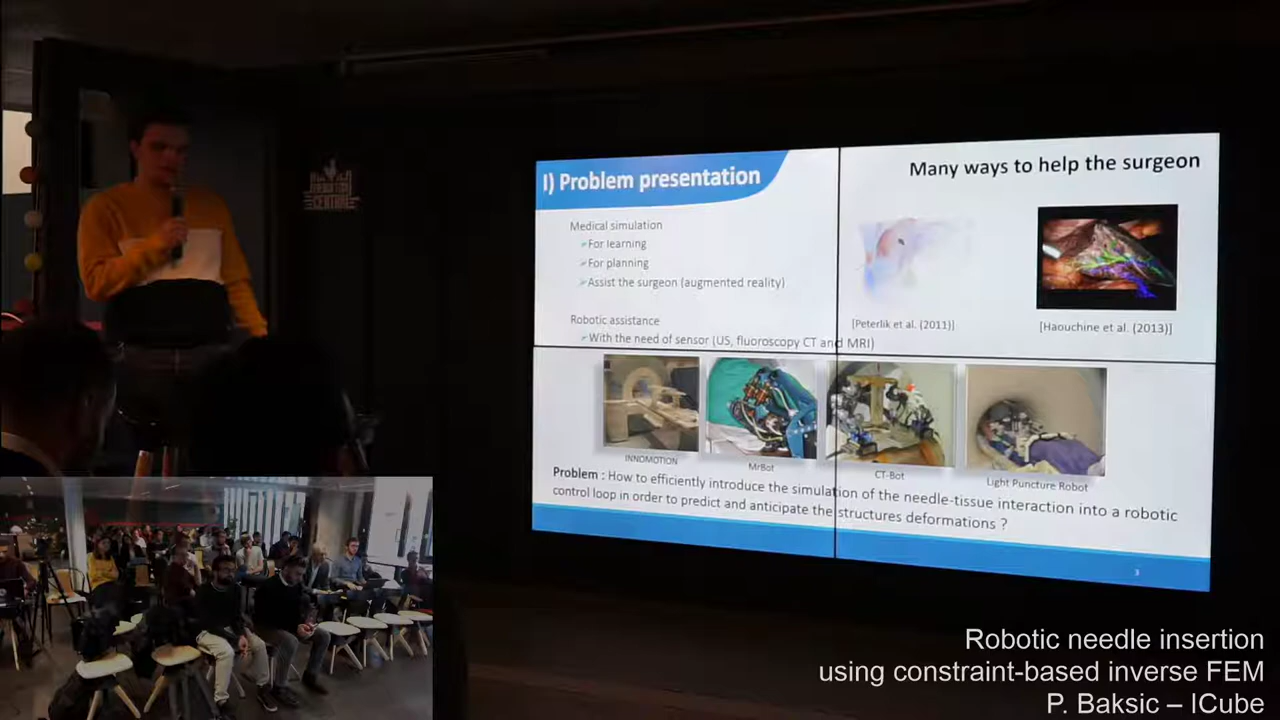 I) Problem presentation
Many ways to help the surgeon
Medical simulation
For learning
For planning
Assist the surgeon (augmented reality)
[Peterlik et al. (2011)]
[Haouchine et al. (2013)]
Robotic assistance
With the need of sensor (US, fluoroscopy CT and MRI)
INNOMOTION
MrBot
CT-Bot
Light Puncture Robot
Problem : How to efficiently introduce the simulation of the needle-tissue interaction into a robotic
control loop in order to predict and anticipate the structures deformations ?
3
Robotic needle insertion
using constraint-based inverse FEM
P. Baksic – ICube